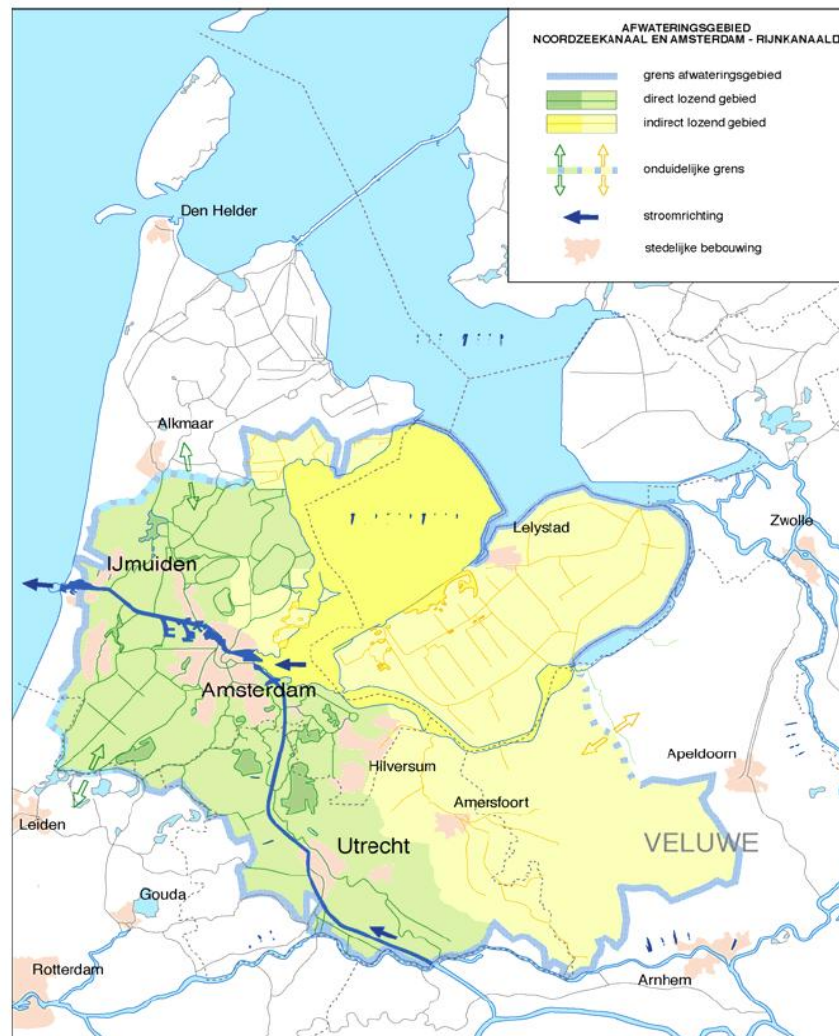 AFWATERINGSGEBIED
NOORDZEEKANAAL EN AMSTERDAM - RIJNKANAALD
grens afwateringsgebied
direct lozend gebied
indirect lozend gebied
onduidelijke grens
stroomrichting
stedelijke bebouwing
Den Helder
Alkmaar
Lelystad
Zwolle
IJmuiden
Amsterdam
Hilversum
Apeldoorn
Amersfoort
Leiden
Utrecht
VELUWE
Gouda
Rotterdam
Arnhem